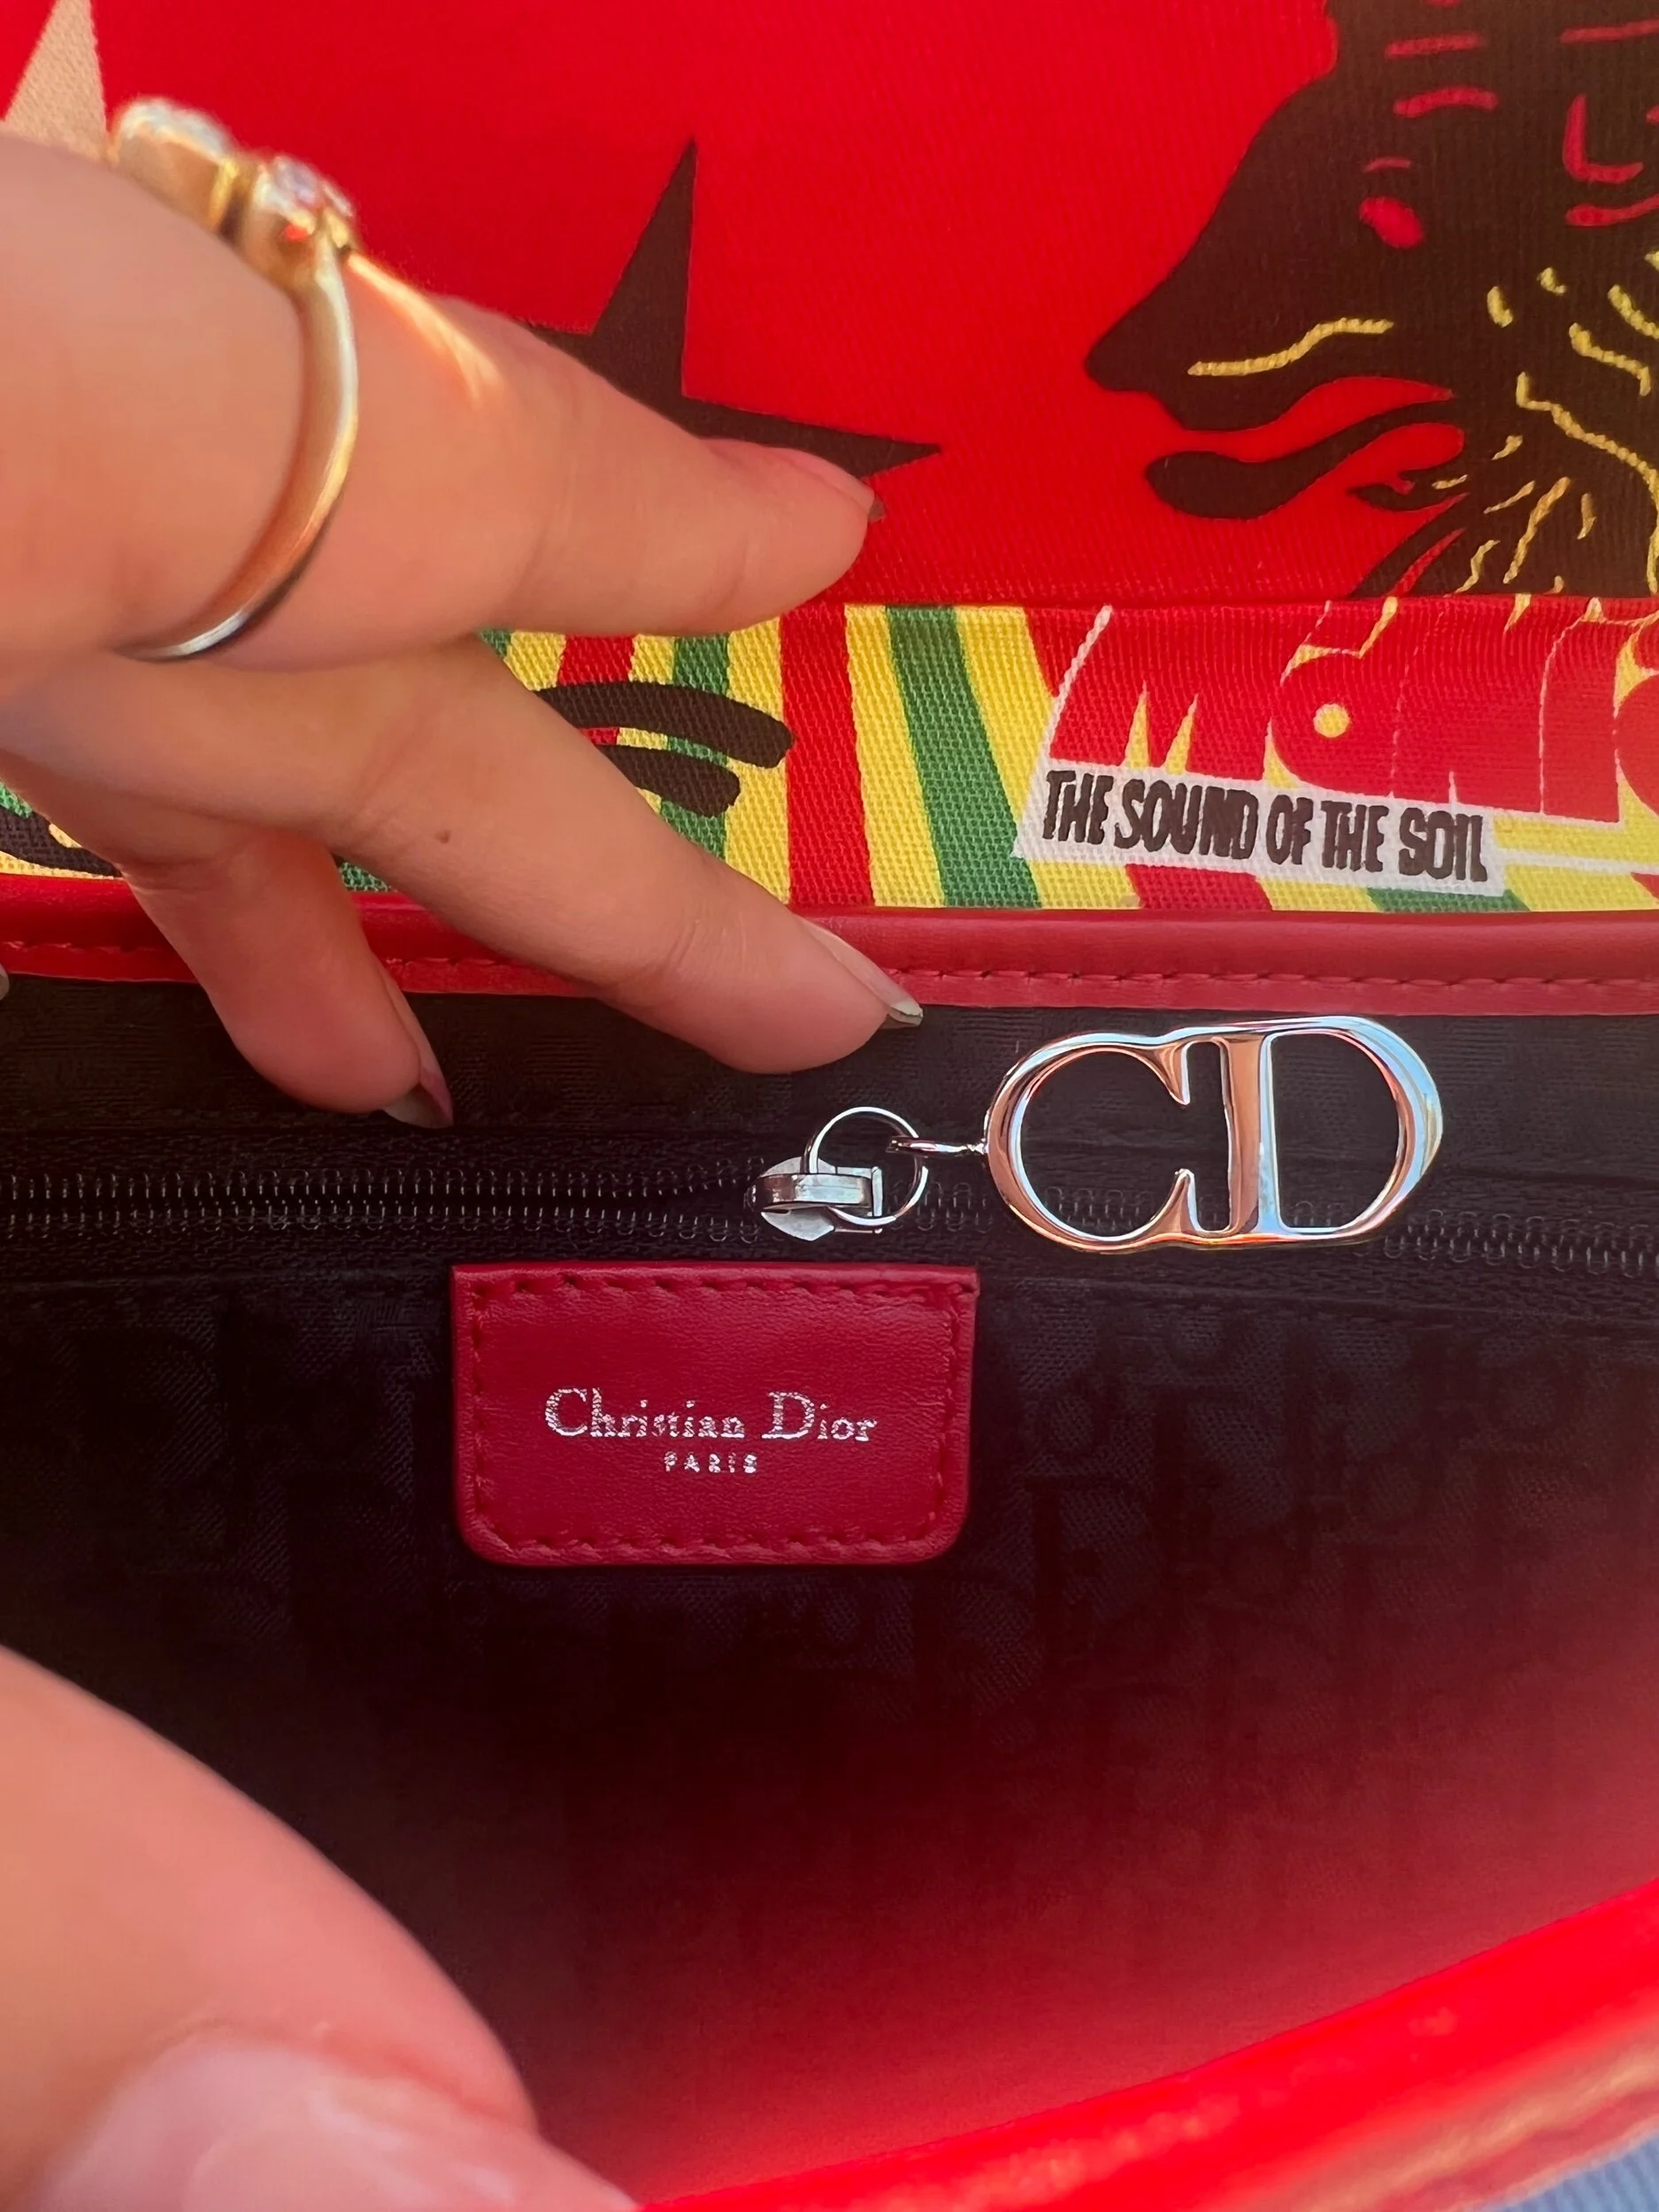 THE SOUND OF THE SOIL
CD
Christian Dior
PARIS